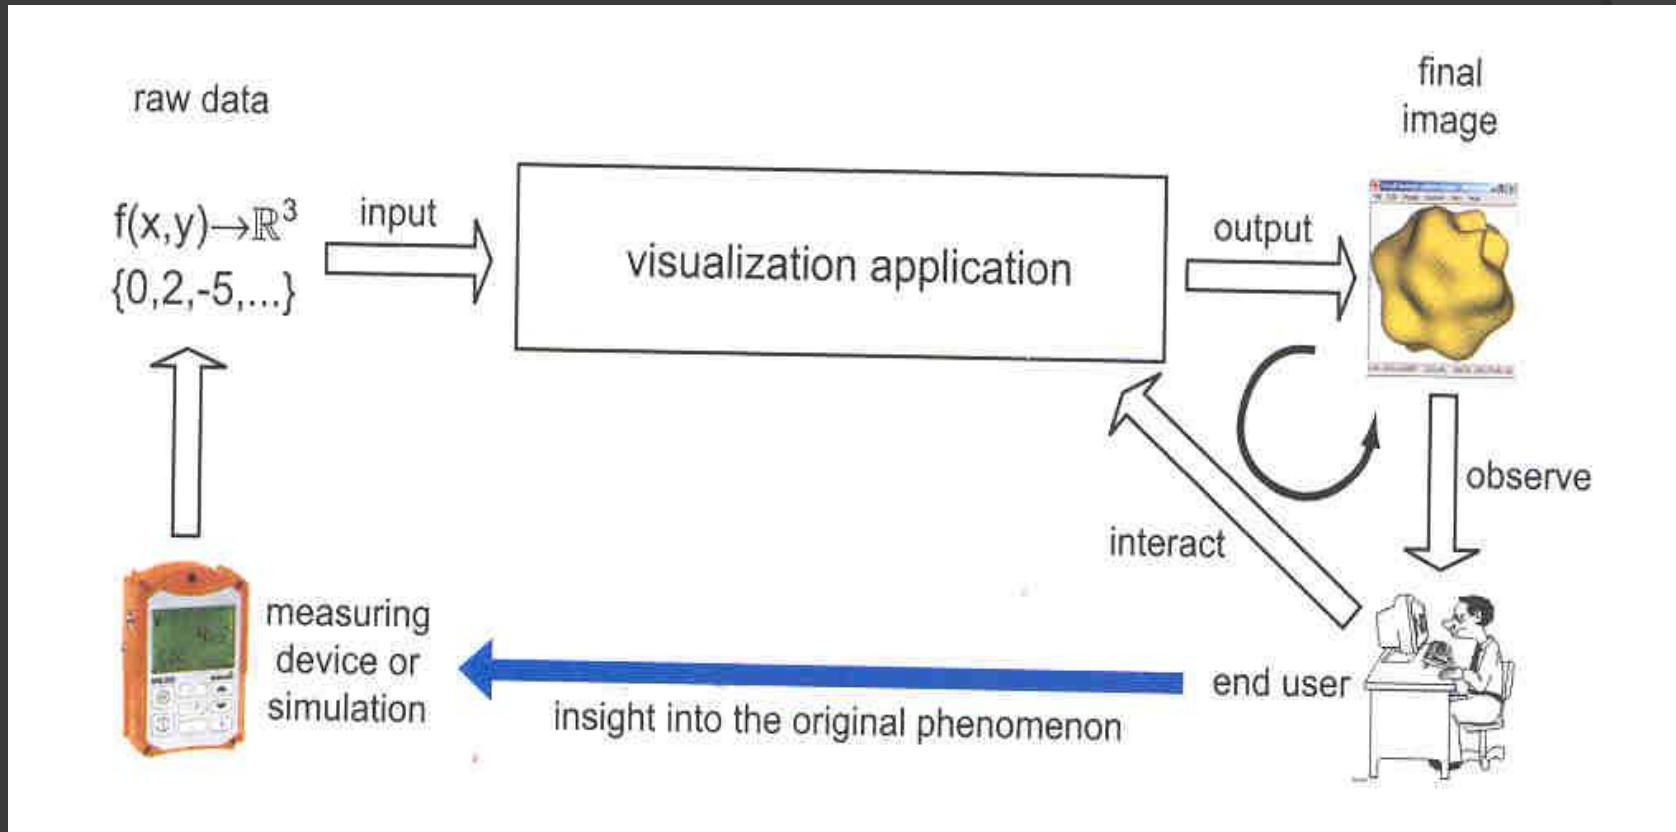 raw data
final
image
f(x,y)→ℝ³
{0,2,-5,...}
input
visualization application
output
observe
interact
measuring
device or
simulation
end user
insight into the original phenomenon